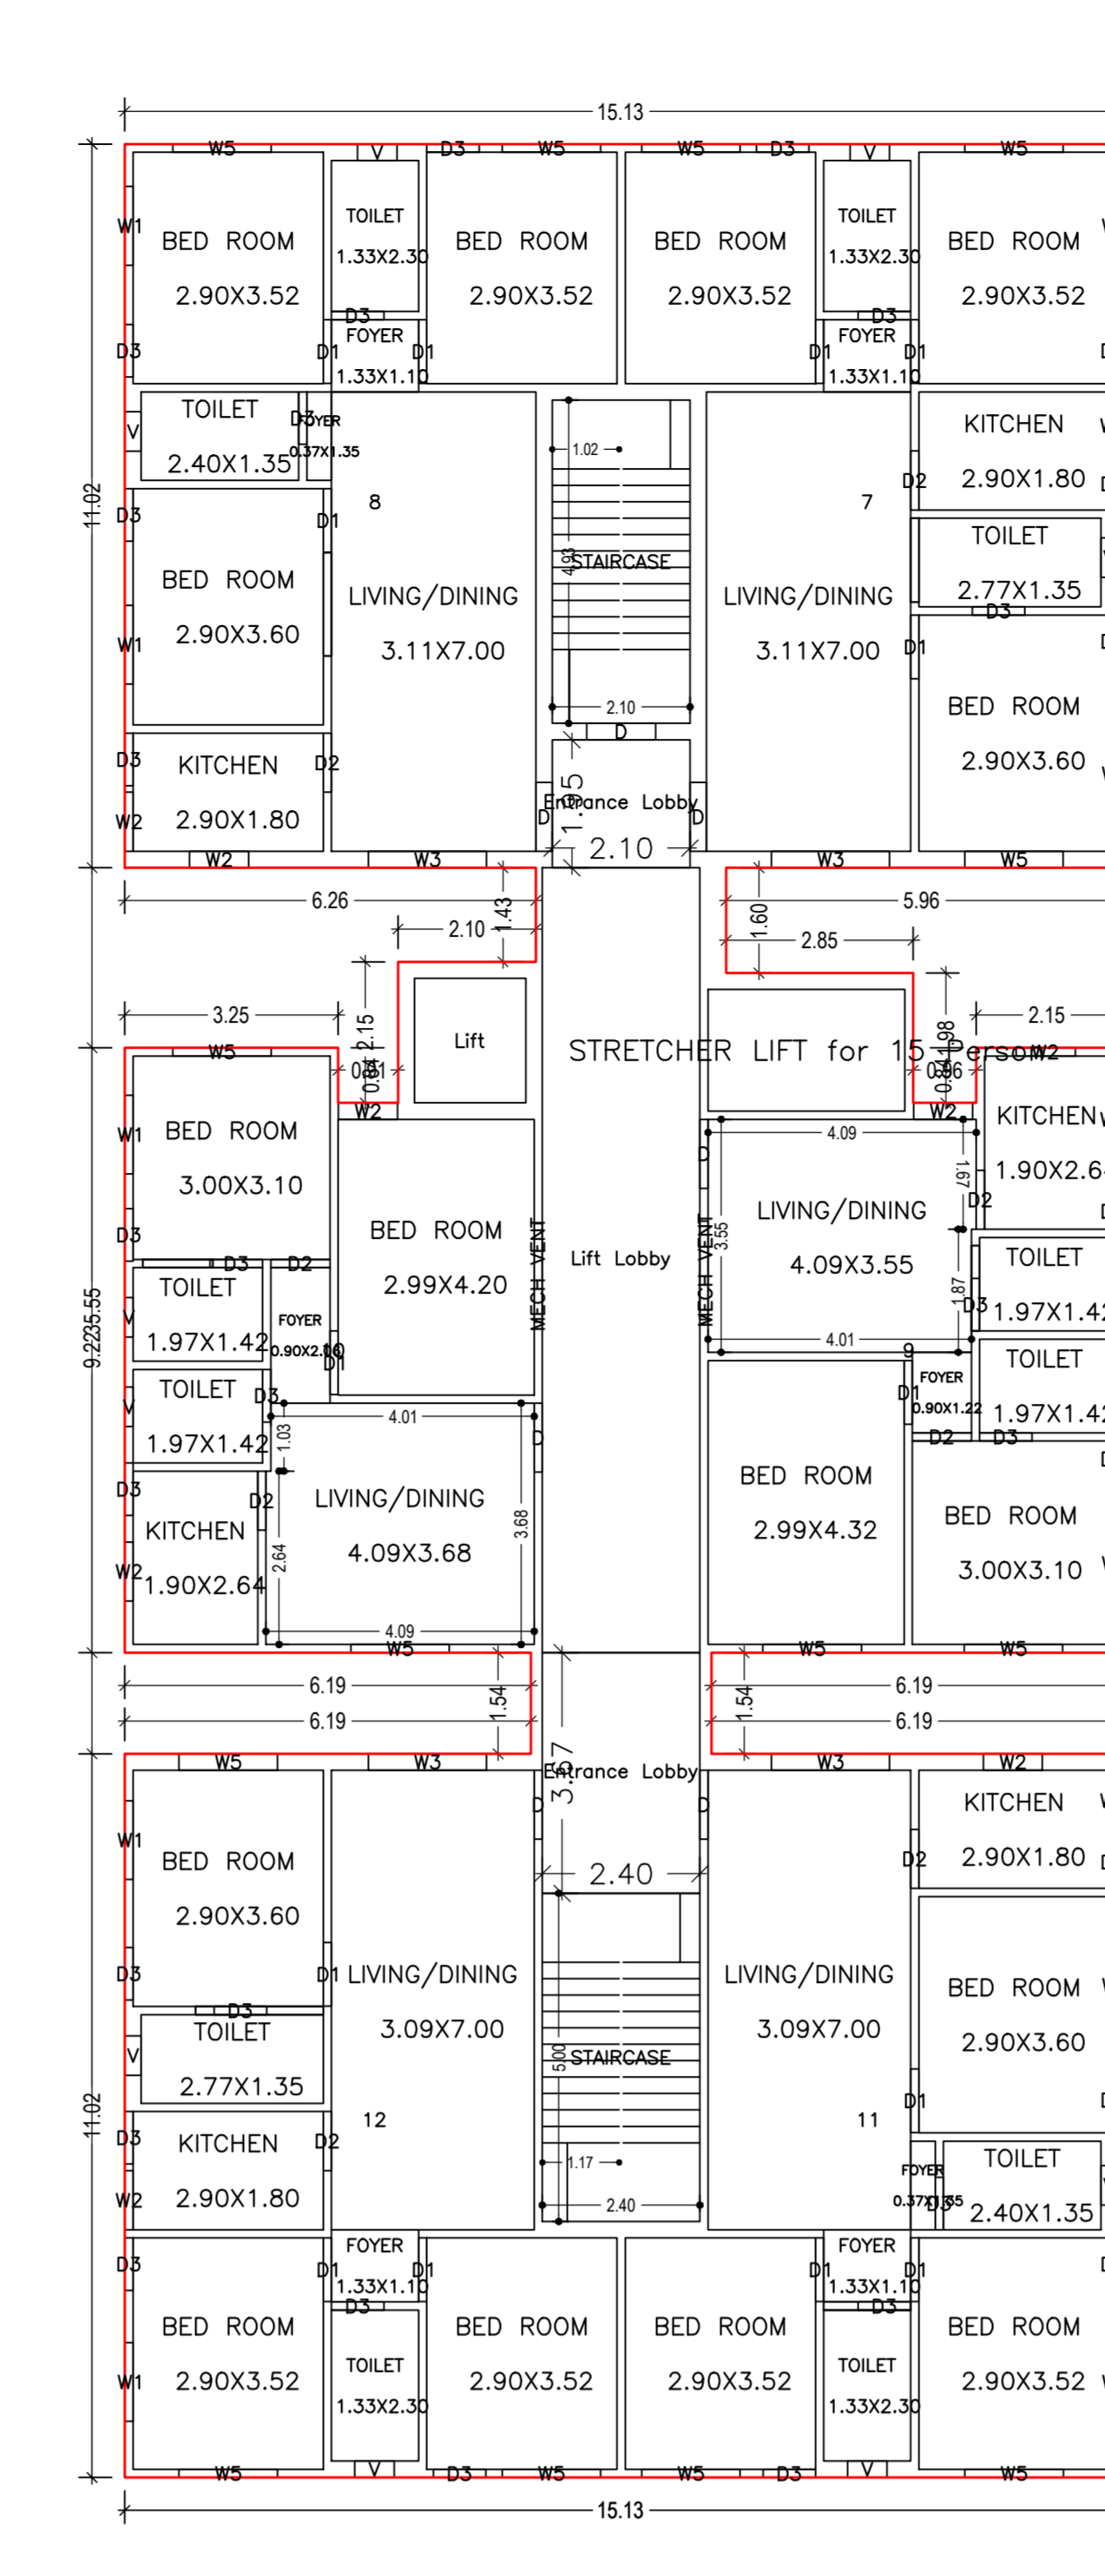 15.13
W5 V D3 W5 W5 D3 V W5
W1
BED ROOM
2.90X3.52
TOILET
1.33X2.30
BED ROOM
2.90X3.52
BED ROOM
2.90X3.52
TOILET
1.33X2.30
BED ROOM
2.90X3.52
D3 D3
D3 D1 D1 D1 D1
FOYER
1.33X1.10
FOYER
1.33X1.10
TOILET
2.40X1.35
V
D3
FOYER
0.37X1.35
1.02
KITCHEN
2.90X1.80
D2
11.02
D3 D1
8
7
4.93
STAIRCASE
TOILET
2.77X1.35
D3
BED ROOM
2.90X3.60
LIVING/DINING
3.11X7.00
LIVING/DINING
3.11X7.00
W1
D1
BED ROOM
2.90X3.60
2.10
D
D3
KITCHEN
2.90X1.80
D2
W2
1.95
Entrance Lobby
D D
2.10
W2 W3 W3 W5
6.26
1.43
2.10
5.96
1.60
2.85
3.25
2.15
2.15
1.98
W5
Lift
STRETCHER LIFT for 15 Person
W2
W2
W2
W1
BED ROOM
3.00X3.10
D
4.09
1.67
KITCHEN
1.90X2.64
LIVING/DINING
4.09X3.55
3.55
D2
BED ROOM
2.99X4.20
MECH VENT
Lift Lobby
MECH VENT
D3
D3 D2
TOILET
1.97X1.42
V
FOYER
0.90X2.06
10
D1
TOILET
1.97X1.42
D3
1.87
4.01
9
9.22
35.55
TOILET
1.97X1.42
V
D3
D1
FOYER
0.90X1.22
TOILET
1.97X1.42
D2 D3
4.01
1.03
D
D3
D2
KITCHEN
1.90X2.64
W2
LIVING/DINING
4.09X3.68
2.64
3.68
4.09
BED ROOM
2.99X4.32
BED ROOM
3.00X3.10
W5 W5 W5
6.19
1.54
6.19
1.54
6.19
6.19
W5 W3 W3 W2
3.67
Entrance Lobby
D D
2.40
W1
BED ROOM
2.90X3.60
KITCHEN
2.90X1.80
D2
D3 D1
LIVING/DINING
3.09X7.00
LIVING/DINING
3.09X7.00
BED ROOM
2.90X3.60
D3
TOILET
2.77X1.35
V
5.00
STAIRCASE
D1
11.02
12
11
D3
KITCHEN
2.90X1.80
D2
W2
1.17
2.40
FOYER
0.37X1.35
D3
TOILET
2.40X1.35
D3 D1 D1 D1 D1
FOYER
1.33X1.10
FOYER
1.33X1.10
D3 D3
BED ROOM
2.90X3.52
W1
TOILET
1.33X2.30
BED ROOM
2.90X3.52
BED ROOM
2.90X3.52
TOILET
1.33X2.30
BED ROOM
2.90X3.52
W5 V D3 W5 W5 D3 V W5
15.13